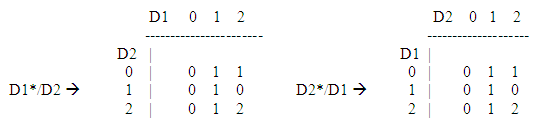 D1 0 1 2 D2 0 1 2
-----------------------   -----------------------
D2 | D1 |
0 | 0 1 1 0 | 0 1 1
D1*/D2 → 1 | 0 1 0 D2*/D1 → 1 | 0 1 0
2 | 0 1 2 2 | 0 1 2